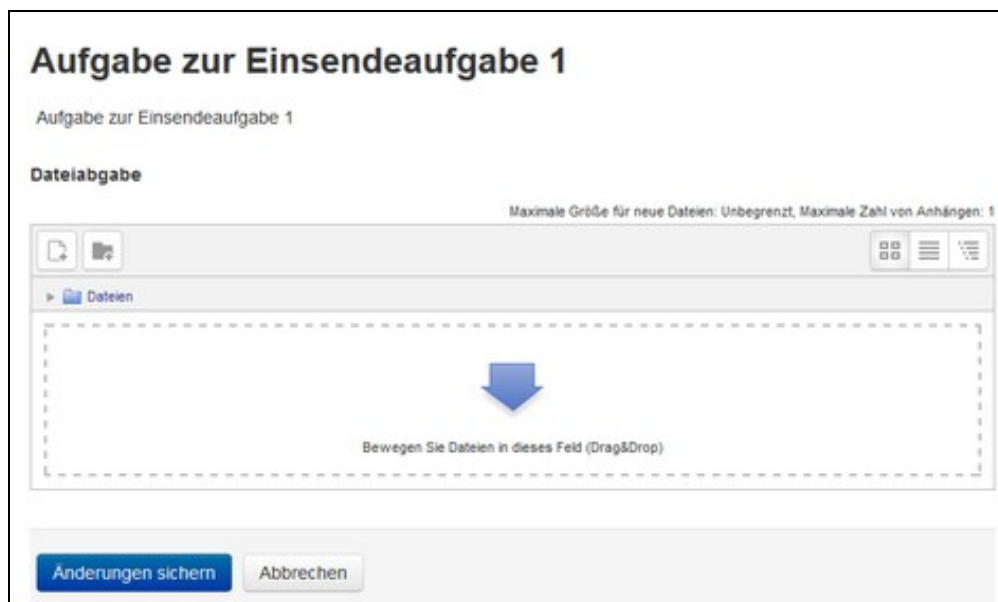 Aufgabe zur Einsendeaufgabe 1
Aufgabe zur Einsendeaufgabe 1
Dateiabgabe
Maximale Größe für neue Dateien: Unbegrenzt, Maximale Zahl von Anhängen: 1
Dateien
Bewegen Sie Dateien in dieses Feld (Drag&Drop)
Änderungen sichern Abbrechen